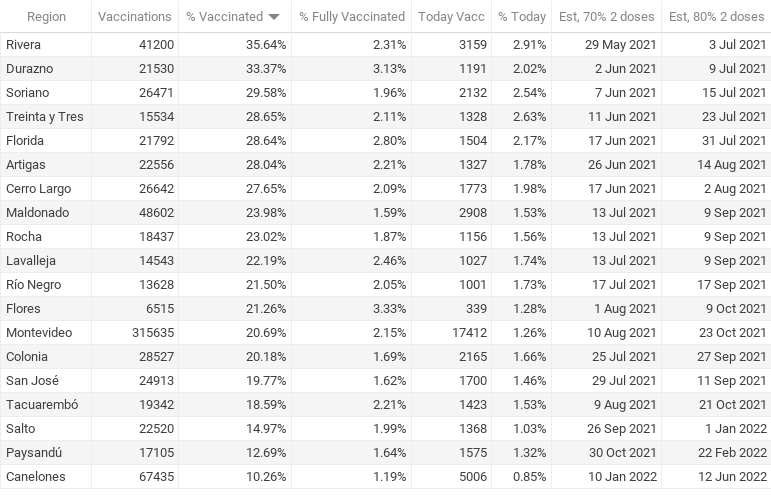 Region Vaccinations % Vaccinated % Fully Vaccinated Today Vacc % Today Est, 70% 2 doses Est, 80% 2 doses
Rivera 41200 35.64% 2.31% 3159 2.91% 29 May 2021 3 Jul 2021
Durazno 21530 33.37% 3.13% 1191 2.02% 2 Jun 2021 9 Jul 2021
Soriano 26471 29.58% 1.96% 2132 2.54% 7 Jun 2021 15 Jul 2021
Treinta y Tres 15534 28.65% 2.11% 1328 2.63% 11 Jun 2021 23 Jul 2021
Florida 21792 28.64% 2.80% 1504 2.17% 17 Jun 2021 31 Jul 2021
Artigas 22556 28.04% 2.21% 1327 1.78% 26 Jun 2021 14 Aug 2021
Cerro Largo 26642 27.65% 2.09% 1773 1.98% 17 Jun 2021 2 Aug 2021
Maldonado 48602 23.98% 1.59% 2908 1.53% 13 Jul 2021 9 Sep 2021
Rocha 18437 23.02% 1.87% 1156 1.56% 13 Jul 2021 9 Sep 2021
Lavalleja 14543 22.19% 2.46% 1027 1.74% 13 Jul 2021 9 Sep 2021
Río Negro 13628 21.50% 2.05% 1001 1.73% 17 Jul 2021 17 Sep 2021
Flores 6515 21.26% 3.33% 339 1.28% 1 Aug 2021 9 Oct 2021
Montevideo 315635 20.69% 2.15% 17412 1.26% 10 Aug 2021 23 Oct 2021
Colonia 28527 20.18% 1.69% 2165 1.66% 25 Jul 2021 27 Sep 2021
San José 24913 19.77% 1.62% 1700 1.46% 29 Jul 2021 11 Sep 2021
Tacuarembó 19342 18.59% 2.21% 1423 1.53% 9 Aug 2021 21 Oct 2021
Salto 22520 14.97% 1.99% 1368 1.03% 26 Sep 2021 1 Jan 2022
Paysandú 17105 12.69% 1.64% 1575 1.32% 30 Oct 2021 22 Feb 2022
Canelones 67435 10.26% 1.19% 5006 0.85% 10 Jan 2022 12 Jun 2022